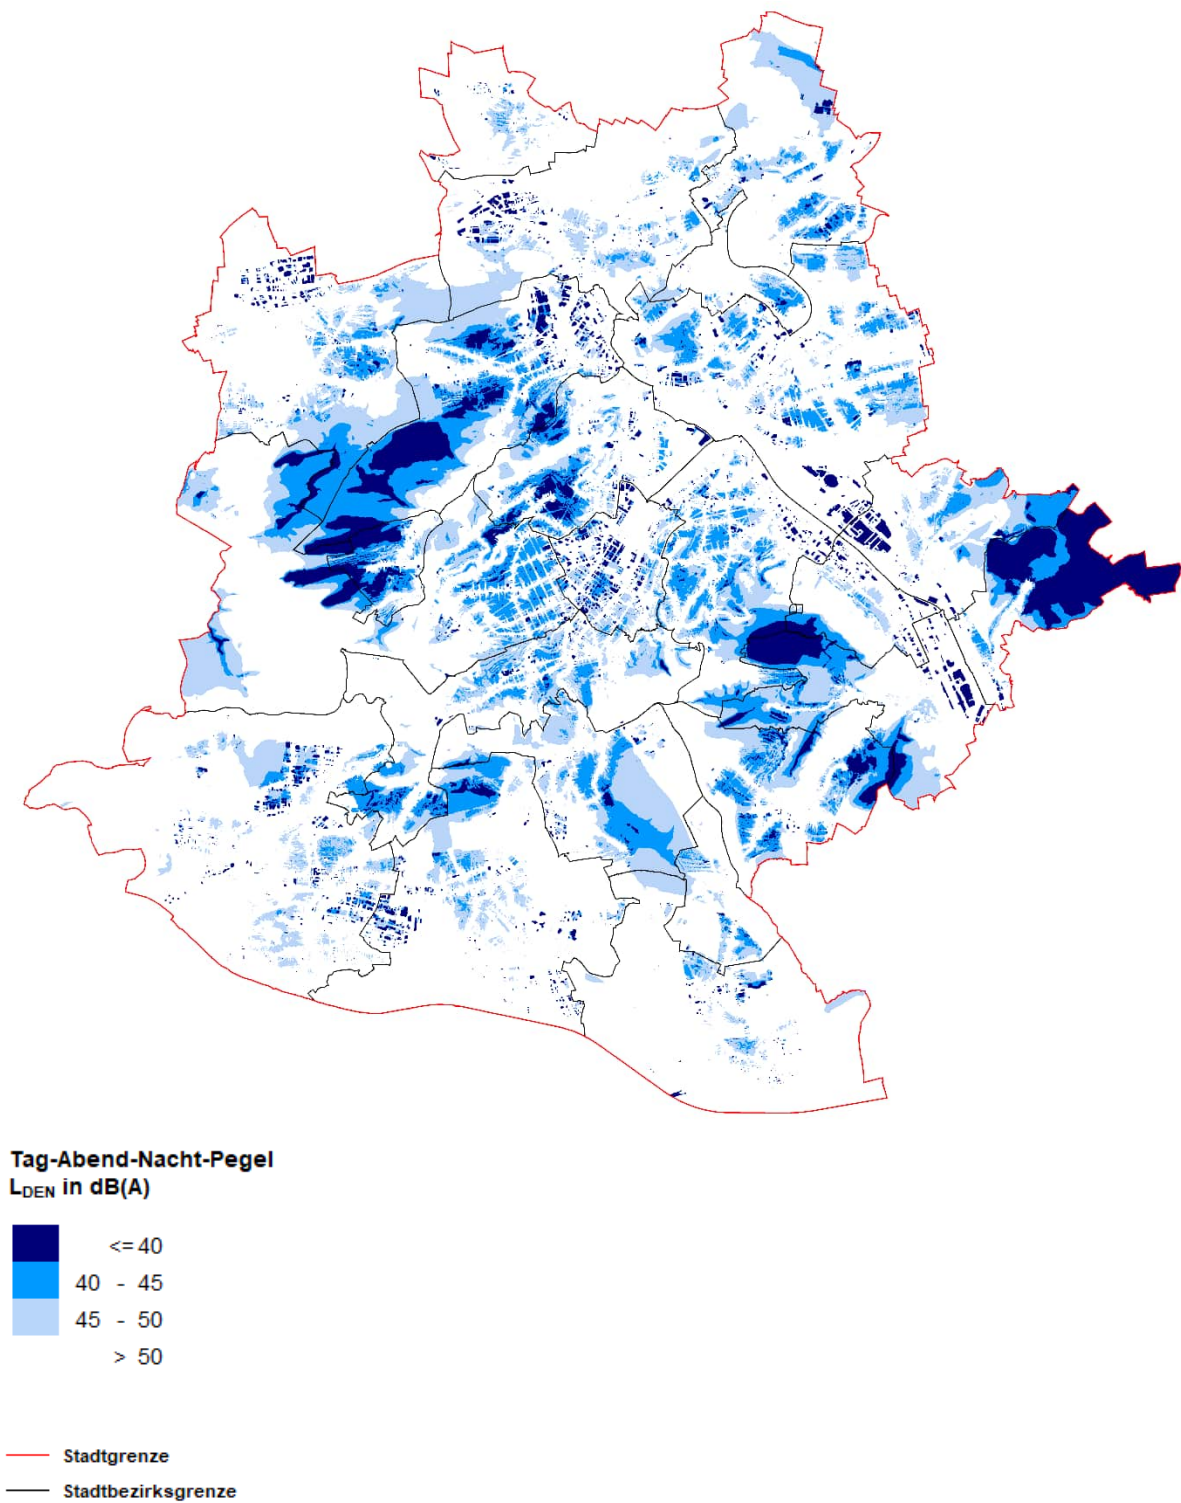 Tag-Abend-Nacht-Pegel
LDEN in dB(A)
<= 40
40 - 45
45 - 50
> 50
Stadtgrenze
Stadtbezirksgrenze